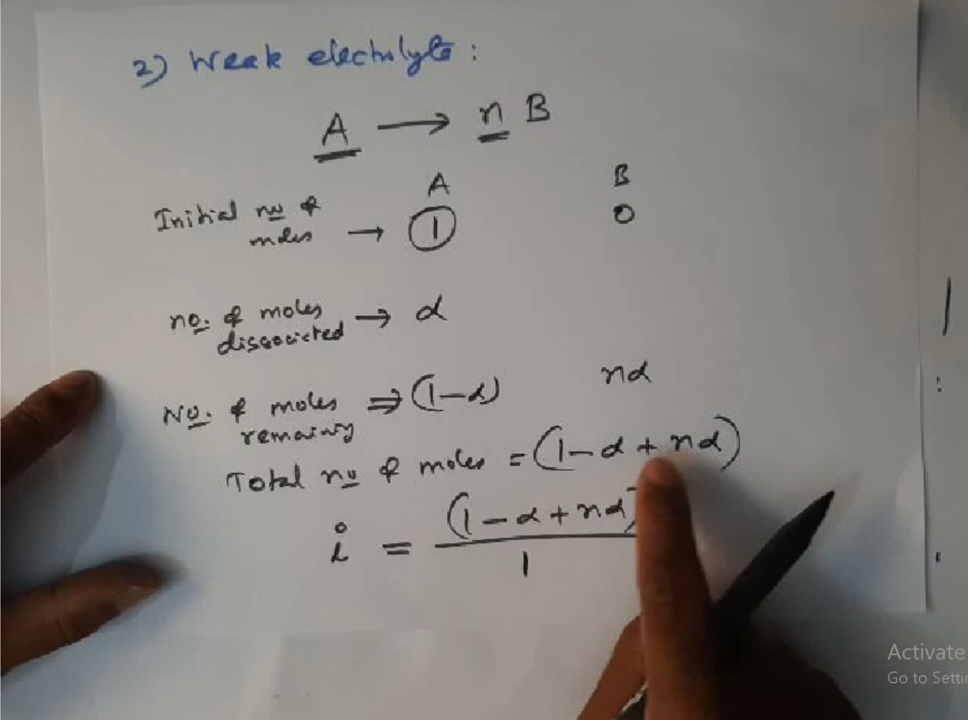 2) Weak electrolyte :
A → n B
A B
Initial no of moles → 1 0
no. of moles dissociated → α
No. of moles remaining ⇒ (1-α) nα
Total no of moles = (1-α+nα)
i = (1-α+nα) / 1
Activate
Go to Setti